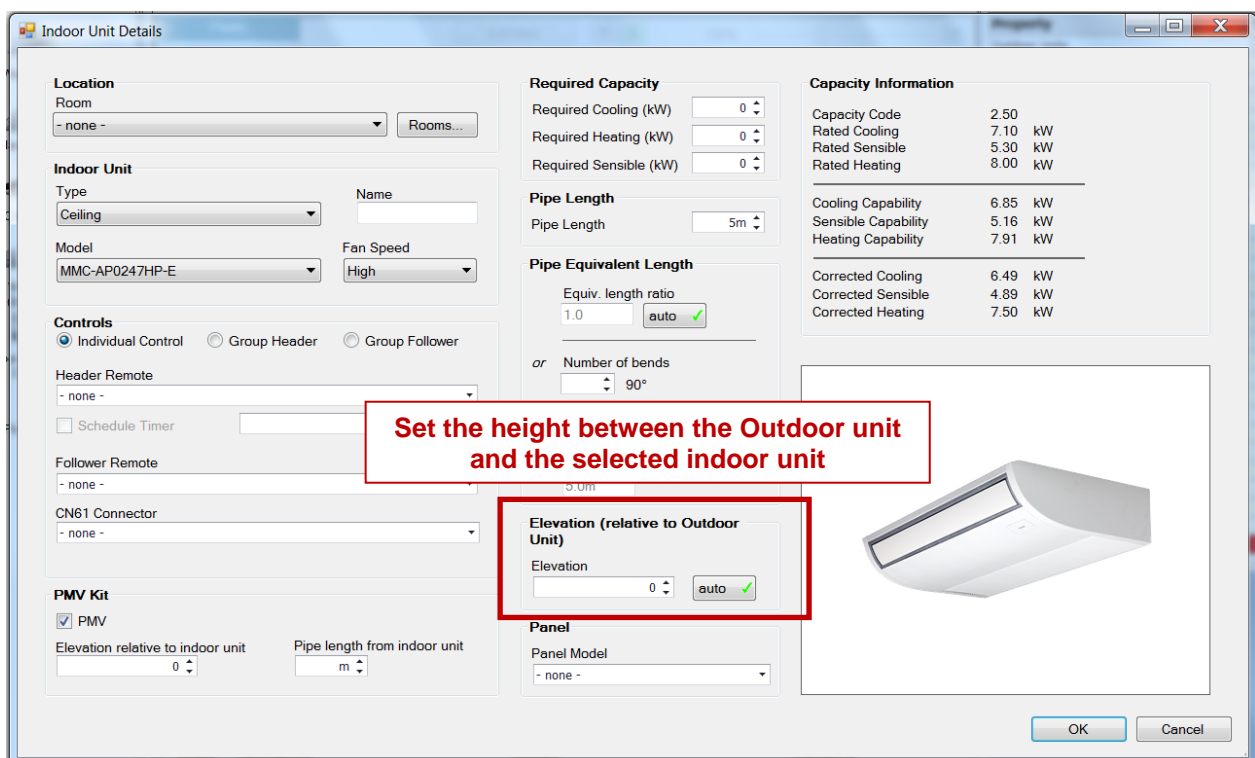 Indoor Unit Details
Property
Location
Room
- none -
Rooms...
Indoor Unit
Type
Name
Ceiling
Model
Fan Speed
MMC-AP0247HP-E
High
Controls
Individual Control
Group Header
Group Follower
Header Remote
- none -
Schedule Timer
Follower Remote
- none -
CN61 Connector
- none -
PMV Kit
PMV
Elevation relative to indoor unit
Pipe length from indoor unit
0
m
Required Capacity
Required Cooling (kW) 0
Required Heating (kW) 0
Required Sensible (kW) 0
Pipe Length
Pipe Length 5m
Pipe Equivalent Length
Equiv. length ratio
1.0
auto
or Number of bends
90°
Set the height between the Outdoor unit
and the selected indoor unit
5.0m
Elevation (relative to Outdoor
Unit)
Elevation
0
auto
Panel
Panel Model
- none -
Capacity Information
Capacity Code 2.50
Rated Cooling 7.10 kW
Rated Sensible 5.30 kW
Rated Heating 8.00 kW
Cooling Capability 6.85 kW
Sensible Capability 5.16 kW
Heating Capability 7.91 kW
Corrected Cooling 6.49 kW
Corrected Sensible 4.89 kW
Corrected Heating 7.50 kW
OK
Cancel